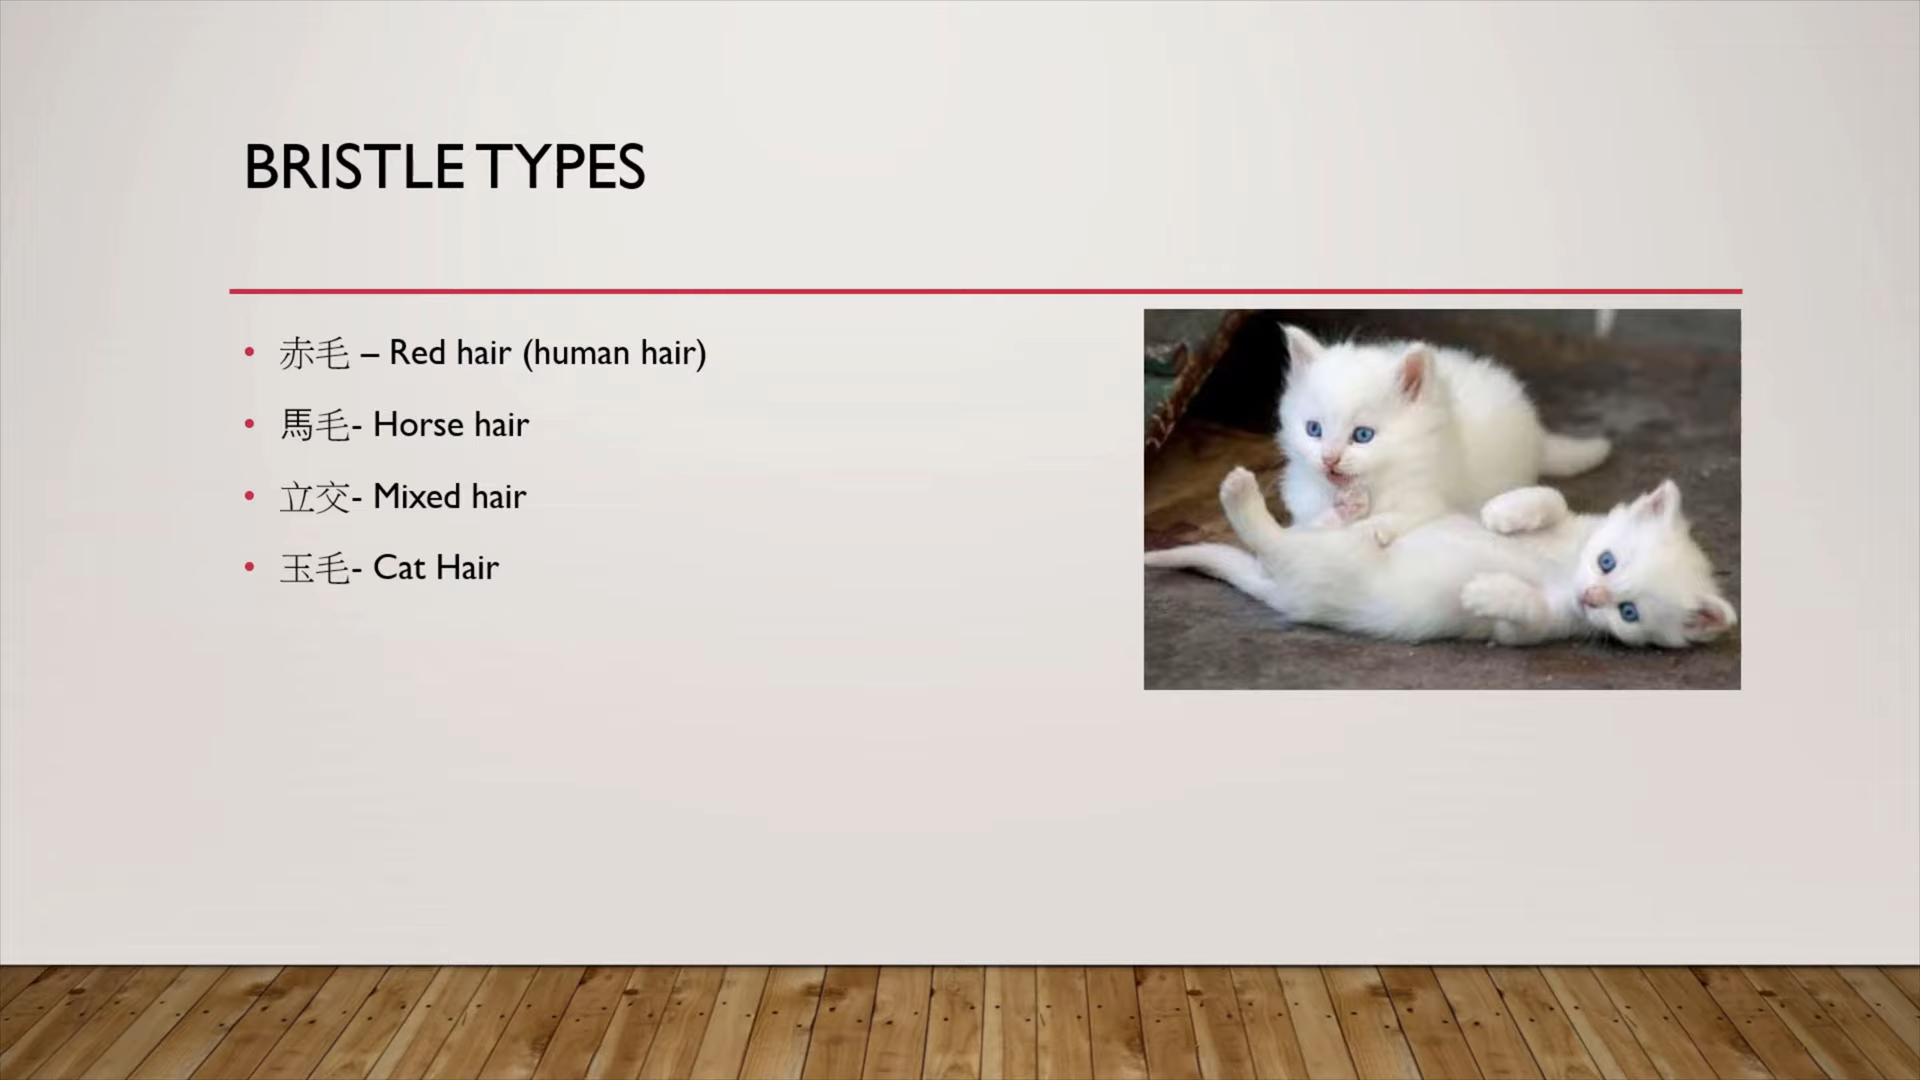 BRISTLE TYPES
• 赤毛 – Red hair (human hair)
• 馬毛- Horse hair
• 立交- Mixed hair
• 玉毛- Cat Hair